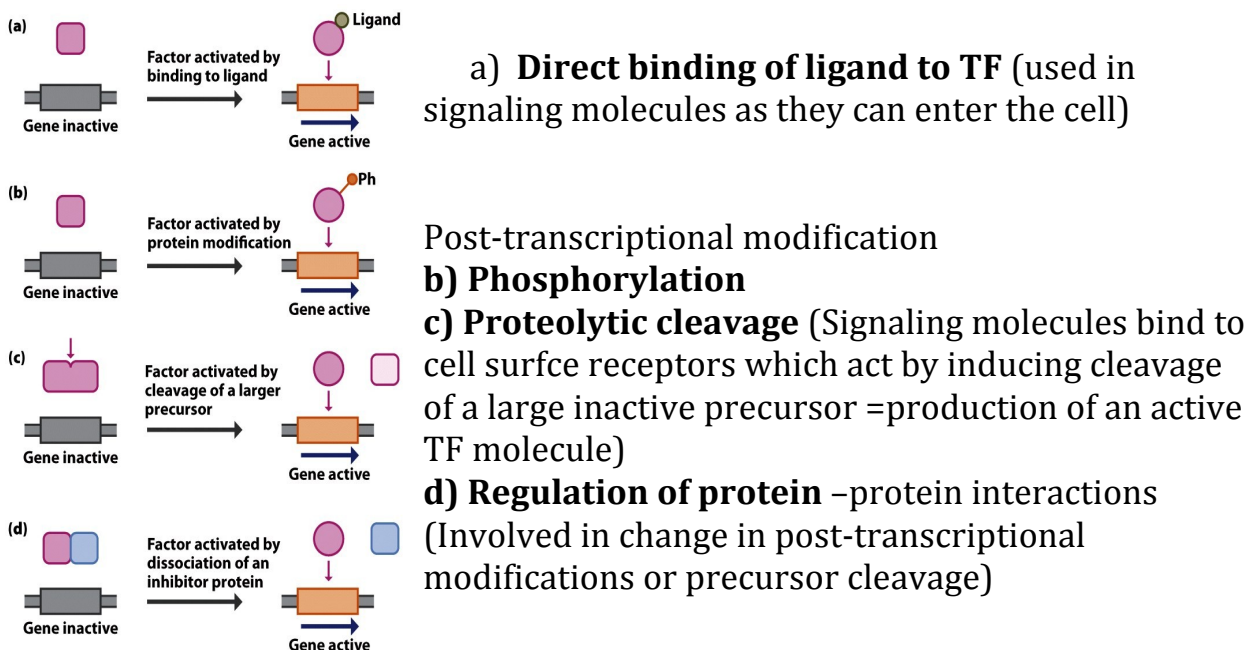 (a)
Ligand
Factor activated by
binding to ligand
Gene inactive
Gene active
a) Direct binding of ligand to TF (used in
signaling molecules as they can enter the cell)
(b)
Ph
Factor activated by
protein modification
Gene inactive
Gene active
Post-transcriptional modification
b) Phosphorylation
c) Proteolytic cleavage (Signaling molecules bind to
cell surfce receptors which act by inducing cleavage
of a large inactive precursor =production of an active
TF molecule)
d) Regulation of protein –protein interactions
(Involved in change in post-transcriptional
modifications or precursor cleavage)
(c)
Factor activated by
cleavage of a larger
precursor
Gene inactive
Gene active
(d)
Factor activated by
dissociation of an
inhibitor protein
Gene inactive
Gene active